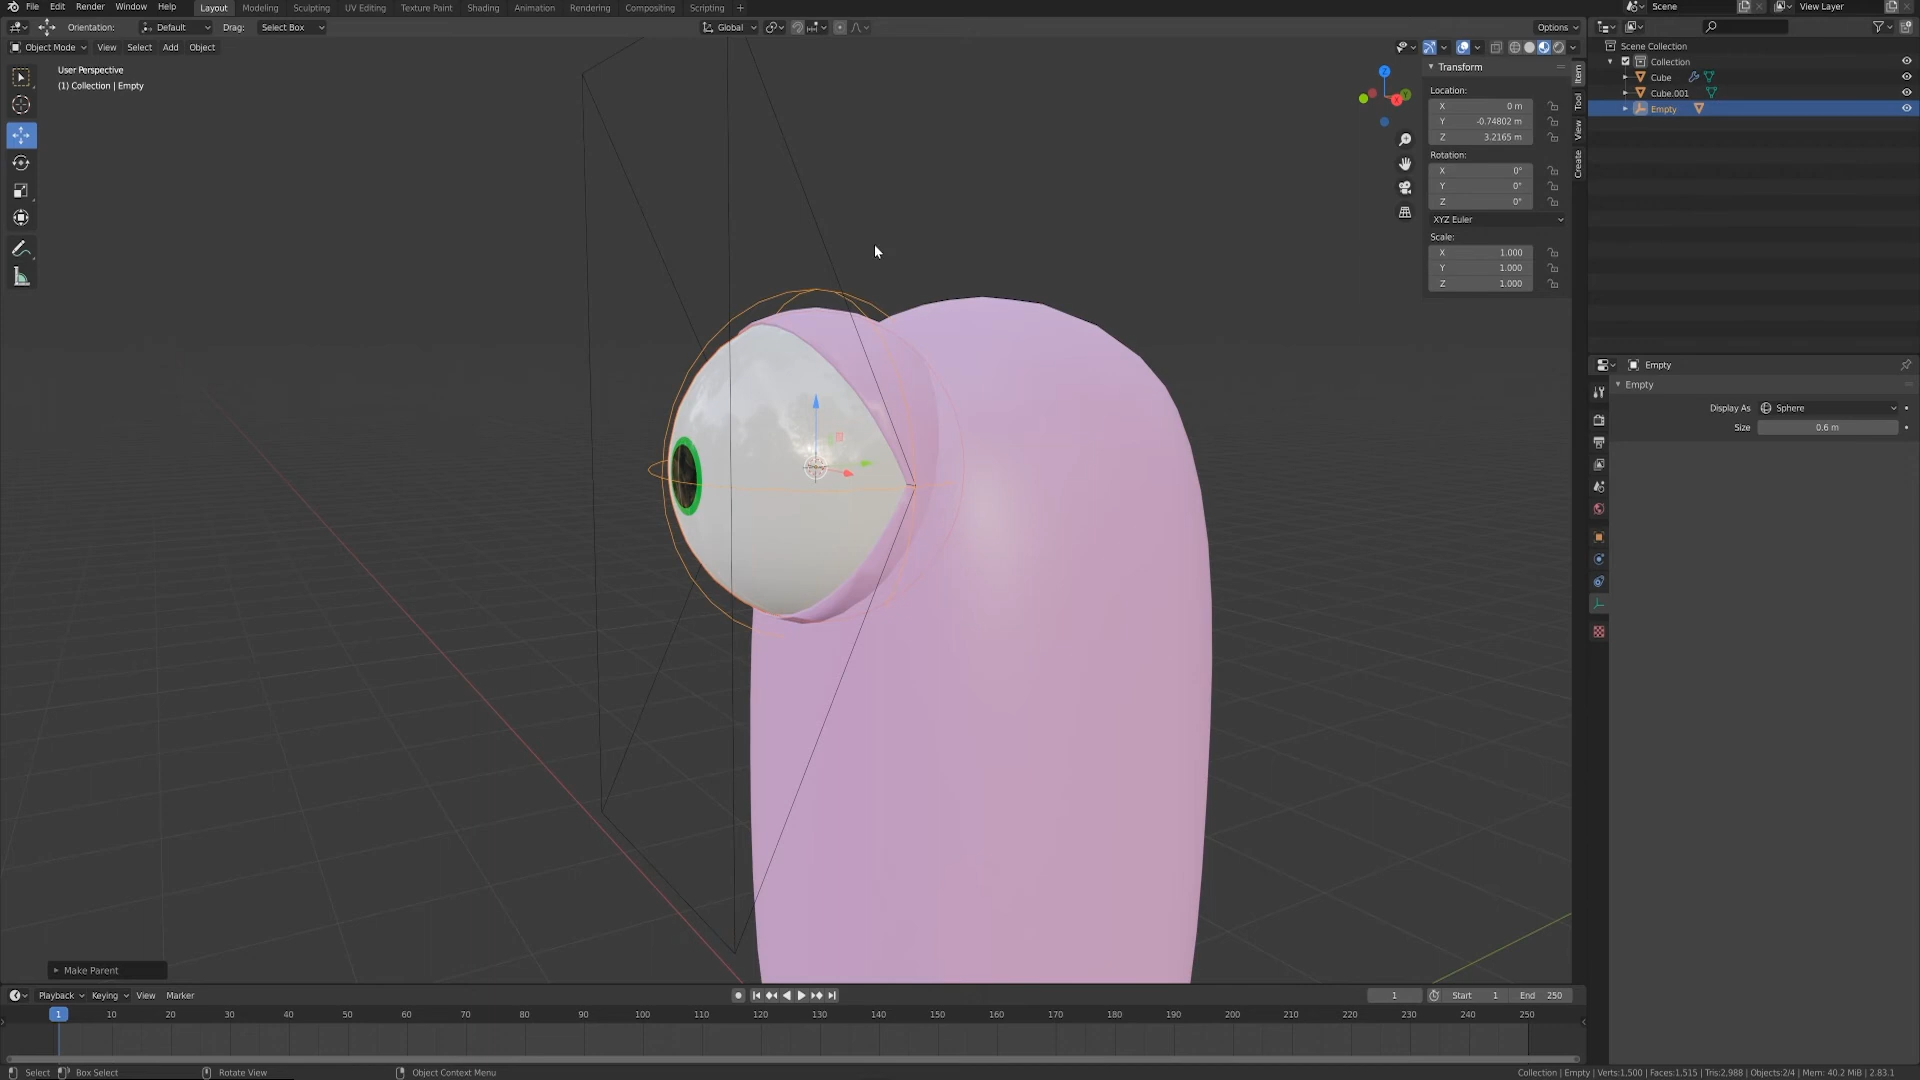 File Edit Render Window Help Layout Modeling Sculpting UV Editing Texture Paint Shading Animation Rendering Compositing Scripting + Scene View Layer
Orientation: Default Drag: Select Box Global Options
Object Mode View Select Add Object
User Perspective
(1) Collection | Empty
Transform
Location:
X 0 m
Y -0.74802 m
Z 3.2165 m
Rotation:
X 0°
Y 0°
Z 0°
XYZ Euler
Scale:
X 1.000
Y 1.000
Z 1.000
Item
Tool
View
Create
Z
Y
X
Scene Collection
Collection
Cube
Cube.001
Empty
Empty
Empty
Display As Sphere
Size 0.6 m
Make Parent
Playback Keying View Marker 1 Start 1 End 250
1 10 20 30 40 50 60 70 80 90 100 110 120 130 140 150 160 170 180 190 200 210 220 230 240 250
Select Box Select Rotate View Object Context Menu Collection | Empty | Verts:1,500 | Faces:1,515 | Tris:2,988 | Objects:2/4 | Mem: 40.2 MiB | 2.83.1